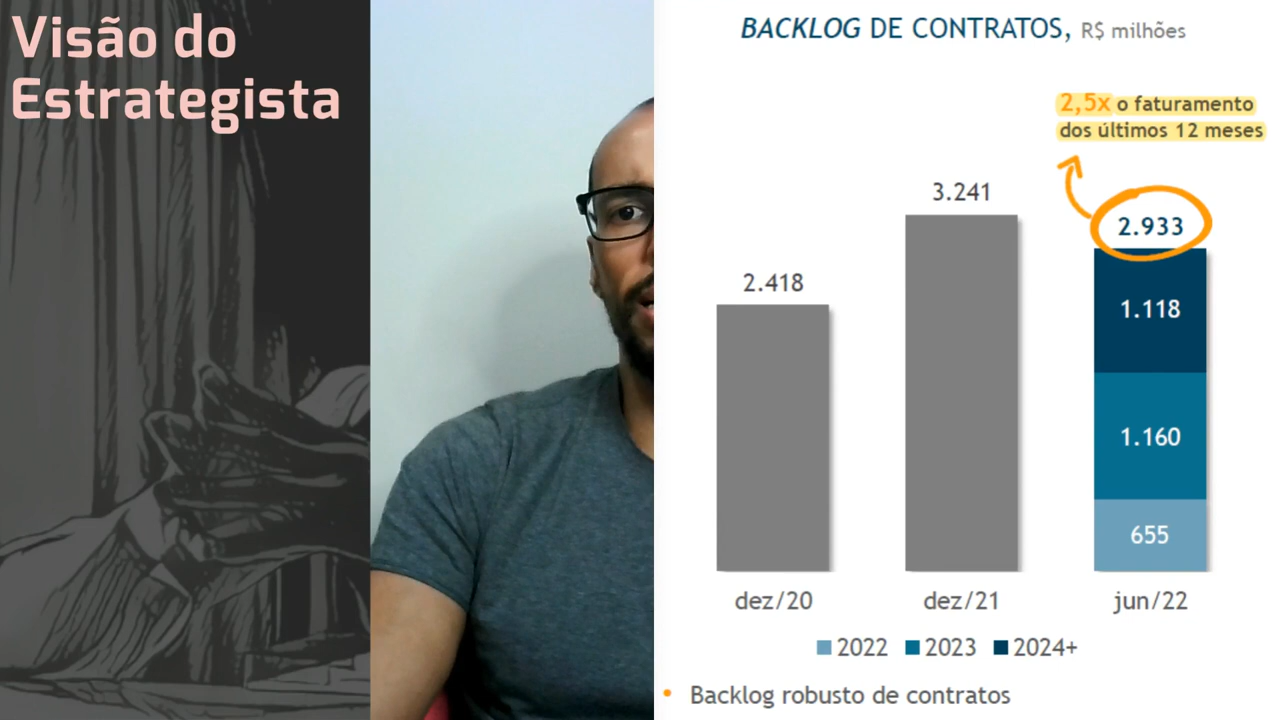 Visão do
Estrategista
BACKLOG DE CONTRATOS, R$ milhões
2,5x o faturamento
dos últimos 12 meses
3.241
2.933
2.418
1.118
1.160
655
dez/20
dez/21
jun/22
2022
2023
2024+
• Backlog robusto de contratos